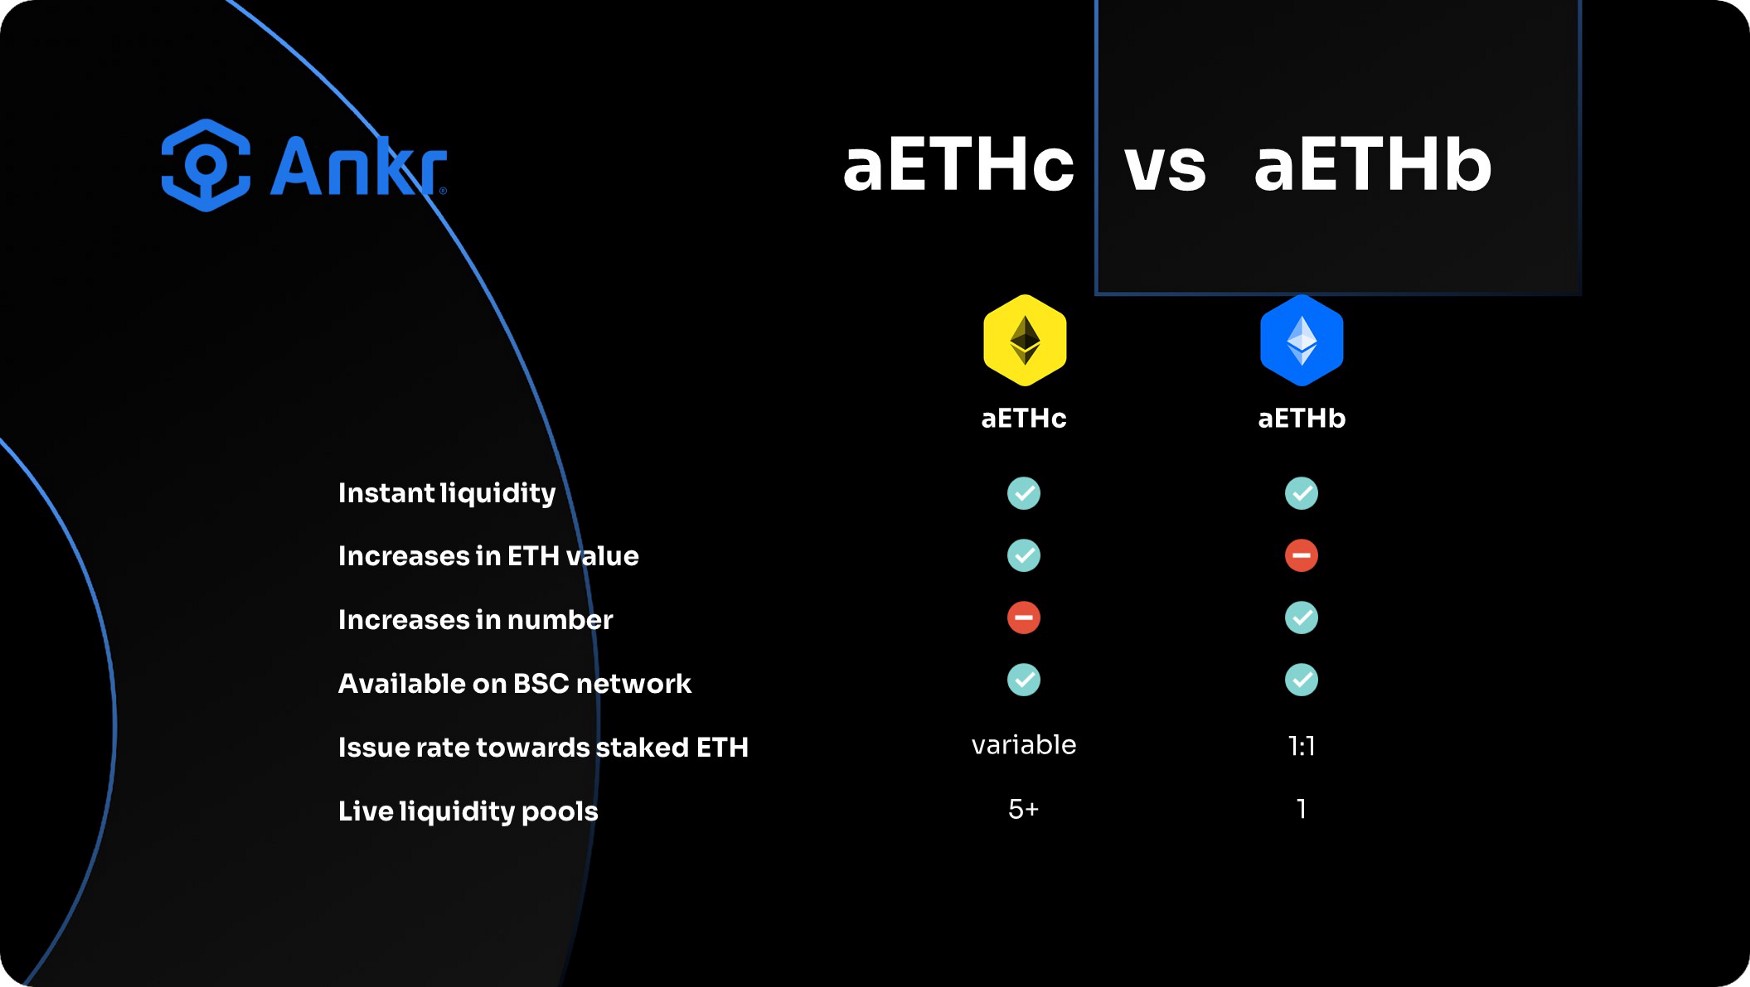 Ankr®
aETHc vs aETHb
aETHc aETHb
Instant liquidity
Increases in ETH value
Increases in number
Available on BSC network
Issue rate towards staked ETH variable 1:1
Live liquidity pools 5+ 1